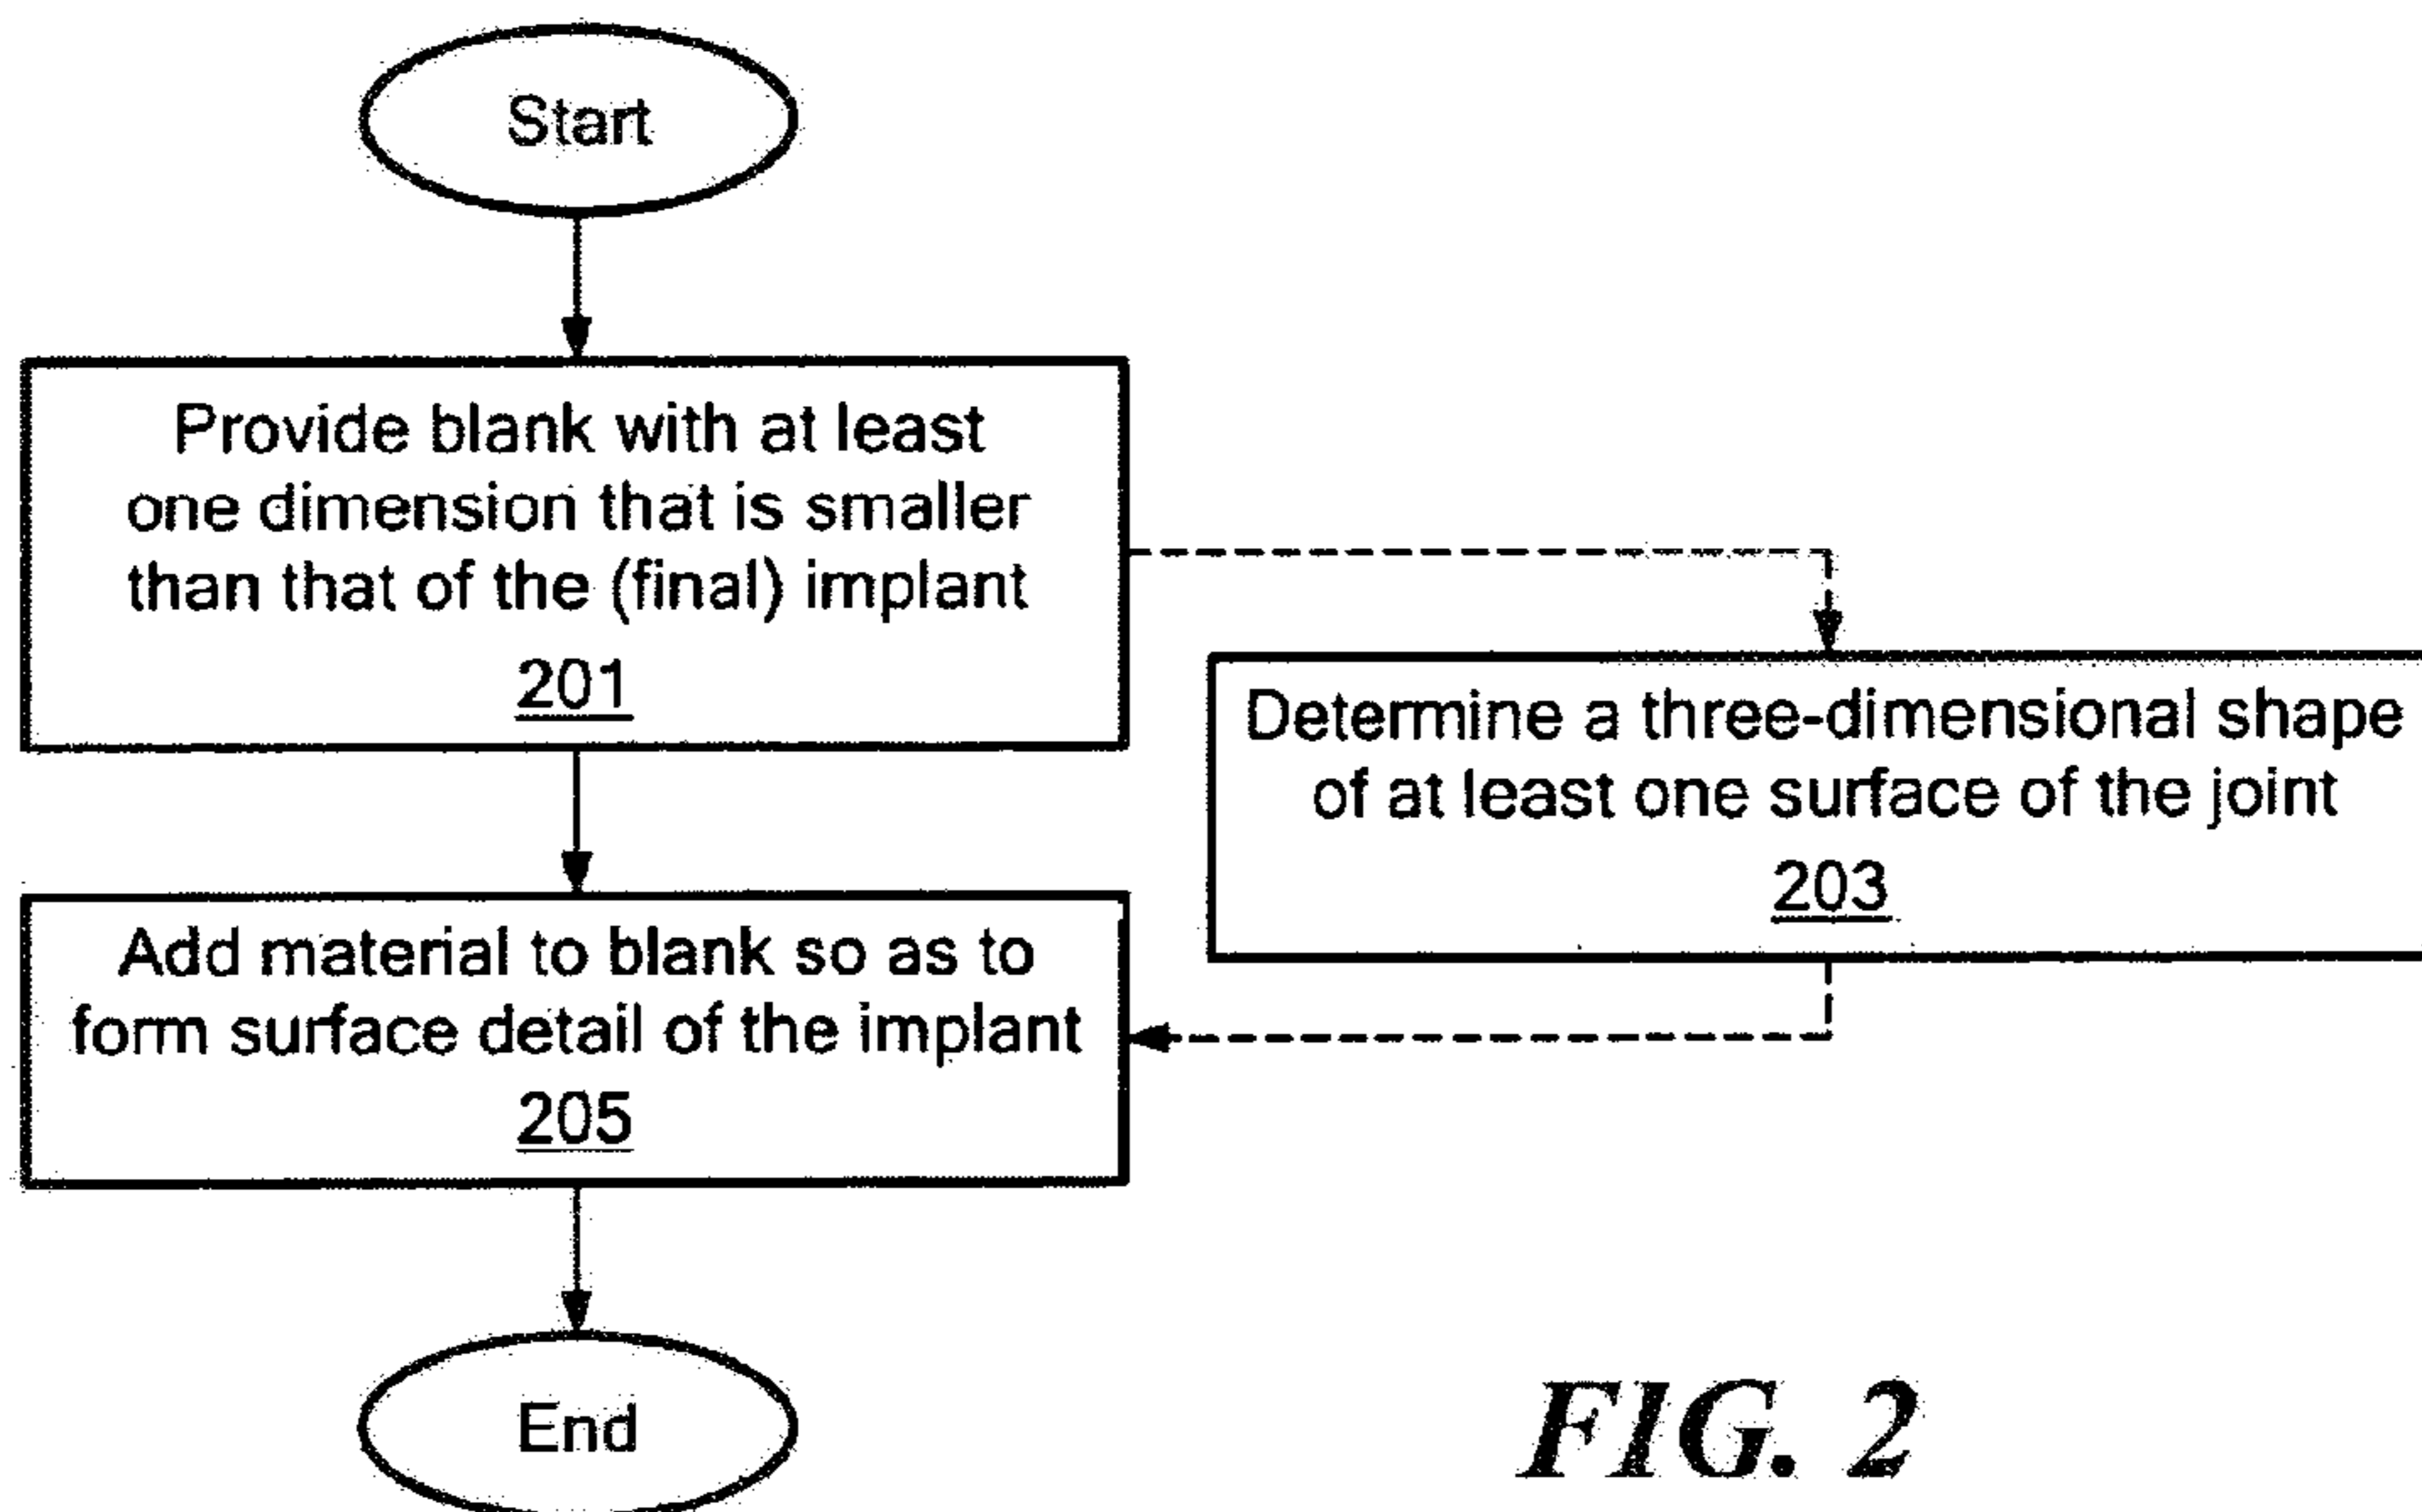 Start
Provide blank with at least
one dimension that is smaller
than that of the (final) implant
201
Determine a three-dimensional shape
of at least one surface of the joint
203
Add material to blank so as to
form surface detail of the implant
205
End
FIG. 2